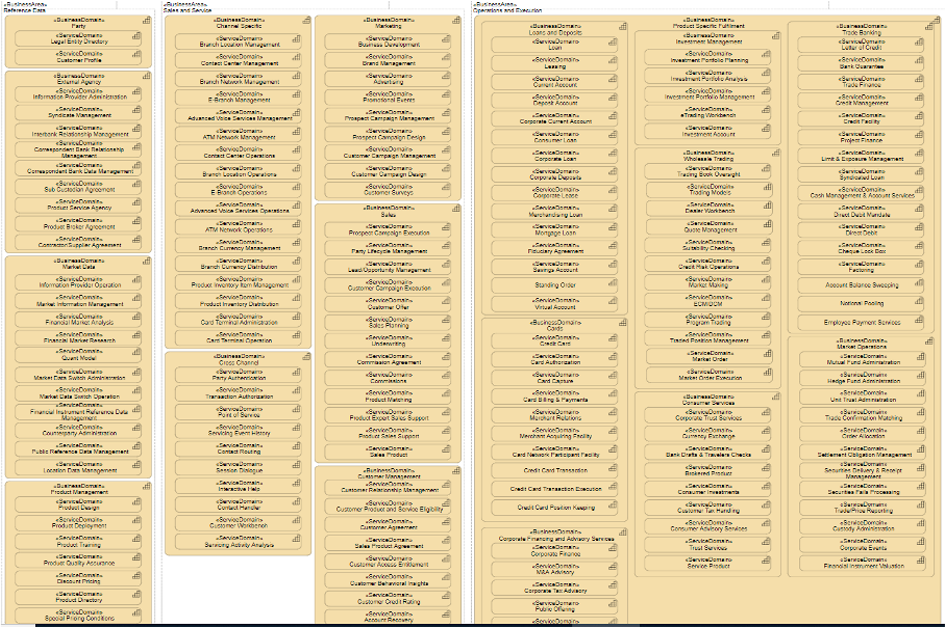 «BusinessArea»
Reference Data
«BusinessDomain»
Party
«ServiceDomain»
Legal Entity Directory
«ServiceDomain»
Customer Profile
«BusinessDomain»
External Agency
«ServiceDomain»
Information Provider Administration
«ServiceDomain»
Syndicate Management
«ServiceDomain»
Interbank Relationship Management
«ServiceDomain»
Correspondent Bank Relationship
Management
«ServiceDomain»
Correspondent Bank Data Management
«ServiceDomain»
Sub Custodian Agreement
«ServiceDomain»
Product Service Agency
«ServiceDomain»
Product Broker Agreement
«ServiceDomain»
Contractor/Supplier Agreement
«BusinessDomain»
Market Data
«ServiceDomain»
Information Provider Operation
«ServiceDomain»
Market Information Management
«ServiceDomain»
Financial Market Analysis
«ServiceDomain»
Financial Market Research
«ServiceDomain»
Quant Model
«ServiceDomain»
Market Data Switch Administration
«ServiceDomain»
Market Data Switch Operation
«ServiceDomain»
Financial Instrument Reference Data
Management
«ServiceDomain»
Counterparty Administration
«ServiceDomain»
Public Reference Data Management
«ServiceDomain»
Location Data Management
«BusinessDomain»
Product Management
«ServiceDomain»
Product Design
«ServiceDomain»
Product Deployment
«ServiceDomain»
Product Training
«ServiceDomain»
Product Quality Assurance
«ServiceDomain»
Discount Pricing
«ServiceDomain»
Product Directory
«ServiceDomain»
Special Pricing Conditions
«BusinessArea»
Sales and Service
«BusinessDomain»
Channel Specific
«ServiceDomain»
Branch Location Management
«ServiceDomain»
Contact Center Management
«ServiceDomain»
Branch Network Management
«ServiceDomain»
E-Branch Management
«ServiceDomain»
Advanced Voice Services Management
«ServiceDomain»
ATM Network Management
«ServiceDomain»
Contact Center Operations
«ServiceDomain»
Branch Location Operations
«ServiceDomain»
E-Branch Operations
«ServiceDomain»
Advanced Voice Services Operations
«ServiceDomain»
ATM Network Operations
«ServiceDomain»
Branch Currency Management
«ServiceDomain»
Branch Currency Distribution
«ServiceDomain»
Product Inventory Item Management
«ServiceDomain»
Product Inventory Distribution
«ServiceDomain»
Card Terminal Administration
«ServiceDomain»
Card Terminal Operation
«BusinessDomain»
Cross Channel
«ServiceDomain»
Party Authentication
«ServiceDomain»
Transaction Authorization
«ServiceDomain»
Point of Service
«ServiceDomain»
Servicing Event History
«ServiceDomain»
Contact Routing
«ServiceDomain»
Session Dialogue
«ServiceDomain»
Interactive Help
«ServiceDomain»
Contact Handler
«ServiceDomain»
Customer Workbench
«ServiceDomain»
Servicing Activity Analysis
«BusinessDomain»
Marketing
«ServiceDomain»
Business Development
«ServiceDomain»
Brand Management
«ServiceDomain»
Advertising
«ServiceDomain»
Promotional Events
«ServiceDomain»
Prospect Campaign Management
«ServiceDomain»
Prospect Campaign Design
«ServiceDomain»
Customer Campaign Management
«ServiceDomain»
Customer Campaign Design
«ServiceDomain»
Customer Surveys
«BusinessDomain»
Sales
«ServiceDomain»
Prospect Campaign Execution
«ServiceDomain»
Party Lifecycle Management
«ServiceDomain»
Lead/Opportunity Management
«ServiceDomain»
Customer Campaign Execution
«ServiceDomain»
Customer Offer
«ServiceDomain»
Sales Planning
«ServiceDomain»
Underwriting
«ServiceDomain»
Commission Agreement
«ServiceDomain»
Commissions
«ServiceDomain»
Product Matching
«ServiceDomain»
Product Expert Sales Support
«ServiceDomain»
Product Sales Support
«ServiceDomain»
Sales Product
«BusinessDomain»
Customer Management
«ServiceDomain»
Customer Relationship Management
«ServiceDomain»
Customer Product and Service Eligibility
«ServiceDomain»
Customer Agreement
«ServiceDomain»
Sales Product Agreement
«ServiceDomain»
Customer Access Entitlement
«ServiceDomain»
Customer Behavioral Insights
«ServiceDomain»
Customer Credit Rating
«ServiceDomain»
Account Recovery
«BusinessArea»
Operations and Execution
«BusinessDomain»
Loans and Deposits
«ServiceDomain»
Loan
«ServiceDomain»
Leasing
«ServiceDomain»
Current Account
«ServiceDomain»
Deposit Account
«ServiceDomain»
Corporate Current Account
«ServiceDomain»
Consumer Loan
«ServiceDomain»
Corporate Loan
«ServiceDomain»
Corporate Deposits
«ServiceDomain»
Corporate Lease
«ServiceDomain»
Merchandising Loan
«ServiceDomain»
Mortgage Loan
«ServiceDomain»
Fiduciary Agreement
«ServiceDomain»
Savings Account
Standing Order
«ServiceDomain»
Virtual Account
«BusinessDomain»
Cards
«ServiceDomain»
Credit Card
«ServiceDomain»
Card Authorization
«ServiceDomain»
Card Capture
«ServiceDomain»
Card Billing & Payments
«ServiceDomain»
Merchant Relations
«ServiceDomain»
Merchant Acquiring Facility
«ServiceDomain»
Card Network Participant Facility
Credit Card Transaction
Credit Card Transaction Execution
Credit Card Position Keeping
«BusinessDomain»
Corporate Financing and Advisory Services
«ServiceDomain»
Corporate Finance
«ServiceDomain»
M&A Advisory
«ServiceDomain»
Corporate Tax Advisory
«ServiceDomain»
Public Offering
«ServiceDomain»
«BusinessDomain»
Product Specific Fulfilment
«BusinessDomain»
Investment Management
«ServiceDomain»
Investment Portfolio Planning
«ServiceDomain»
Investment Portfolio Analysis
«ServiceDomain»
Investment Portfolio Management
«ServiceDomain»
eTrading Workbench
«ServiceDomain»
Investment Account
«BusinessDomain»
Wholesale Trading
«ServiceDomain»
Trading Book Oversight
«ServiceDomain»
Trading Models
«ServiceDomain»
Dealer Workbench
«ServiceDomain»
Quote Management
«ServiceDomain»
Suitability Checking
«ServiceDomain»
Credit Risk Operations
«ServiceDomain»
Market Making
«ServiceDomain»
ECM/DCM
«ServiceDomain»
Program Trading
«ServiceDomain»
Traded Position Management
«ServiceDomain»
Market Order
«ServiceDomain»
Market Order Execution
«BusinessDomain»
Consumer Services
«ServiceDomain»
Corporate Trust Services
«ServiceDomain»
Currency Exchange
«ServiceDomain»
Bank Drafts & Travelers Checks
«ServiceDomain»
Brokered Product
«ServiceDomain»
Consumer Investments
«ServiceDomain»
Customer Tax Handling
«ServiceDomain»
Consumer Advisory Services
«ServiceDomain»
Trust Services
«ServiceDomain»
Service Product
«BusinessDomain»
Trade Banking
«ServiceDomain»
Letter of Credit
«ServiceDomain»
Bank Guarantee
«ServiceDomain»
Trade Finance
«ServiceDomain»
Credit Management
«ServiceDomain»
Credit Facility
«ServiceDomain»
Project Finance
«ServiceDomain»
Limit & Exposure Management
«ServiceDomain»
Syndicated Loan
«ServiceDomain»
Cash Management & Account Services
«ServiceDomain»
Direct Debit Mandate
«ServiceDomain»
Direct Debit
«ServiceDomain»
Cheque Lock Box
«ServiceDomain»
Factoring
Account Balance Sweeping
Notional Pooling
Employee Payment Services
«BusinessDomain»
Market Operations
«ServiceDomain»
Mutual Fund Administration
«ServiceDomain»
Hedge Fund Administration
«ServiceDomain»
Unit Trust Administration
«ServiceDomain»
Trade Confirmation Matching
«ServiceDomain»
Order Allocation
«ServiceDomain»
Settlement Obligation Management
«ServiceDomain»
Securities Delivery & Receipt
Management
«ServiceDomain»
Securities Fails Processing
«ServiceDomain»
Trade/Price Reporting
«ServiceDomain»
Custody Administration
«ServiceDomain»
Corporate Events
«ServiceDomain»
Financial Instrument Valuation